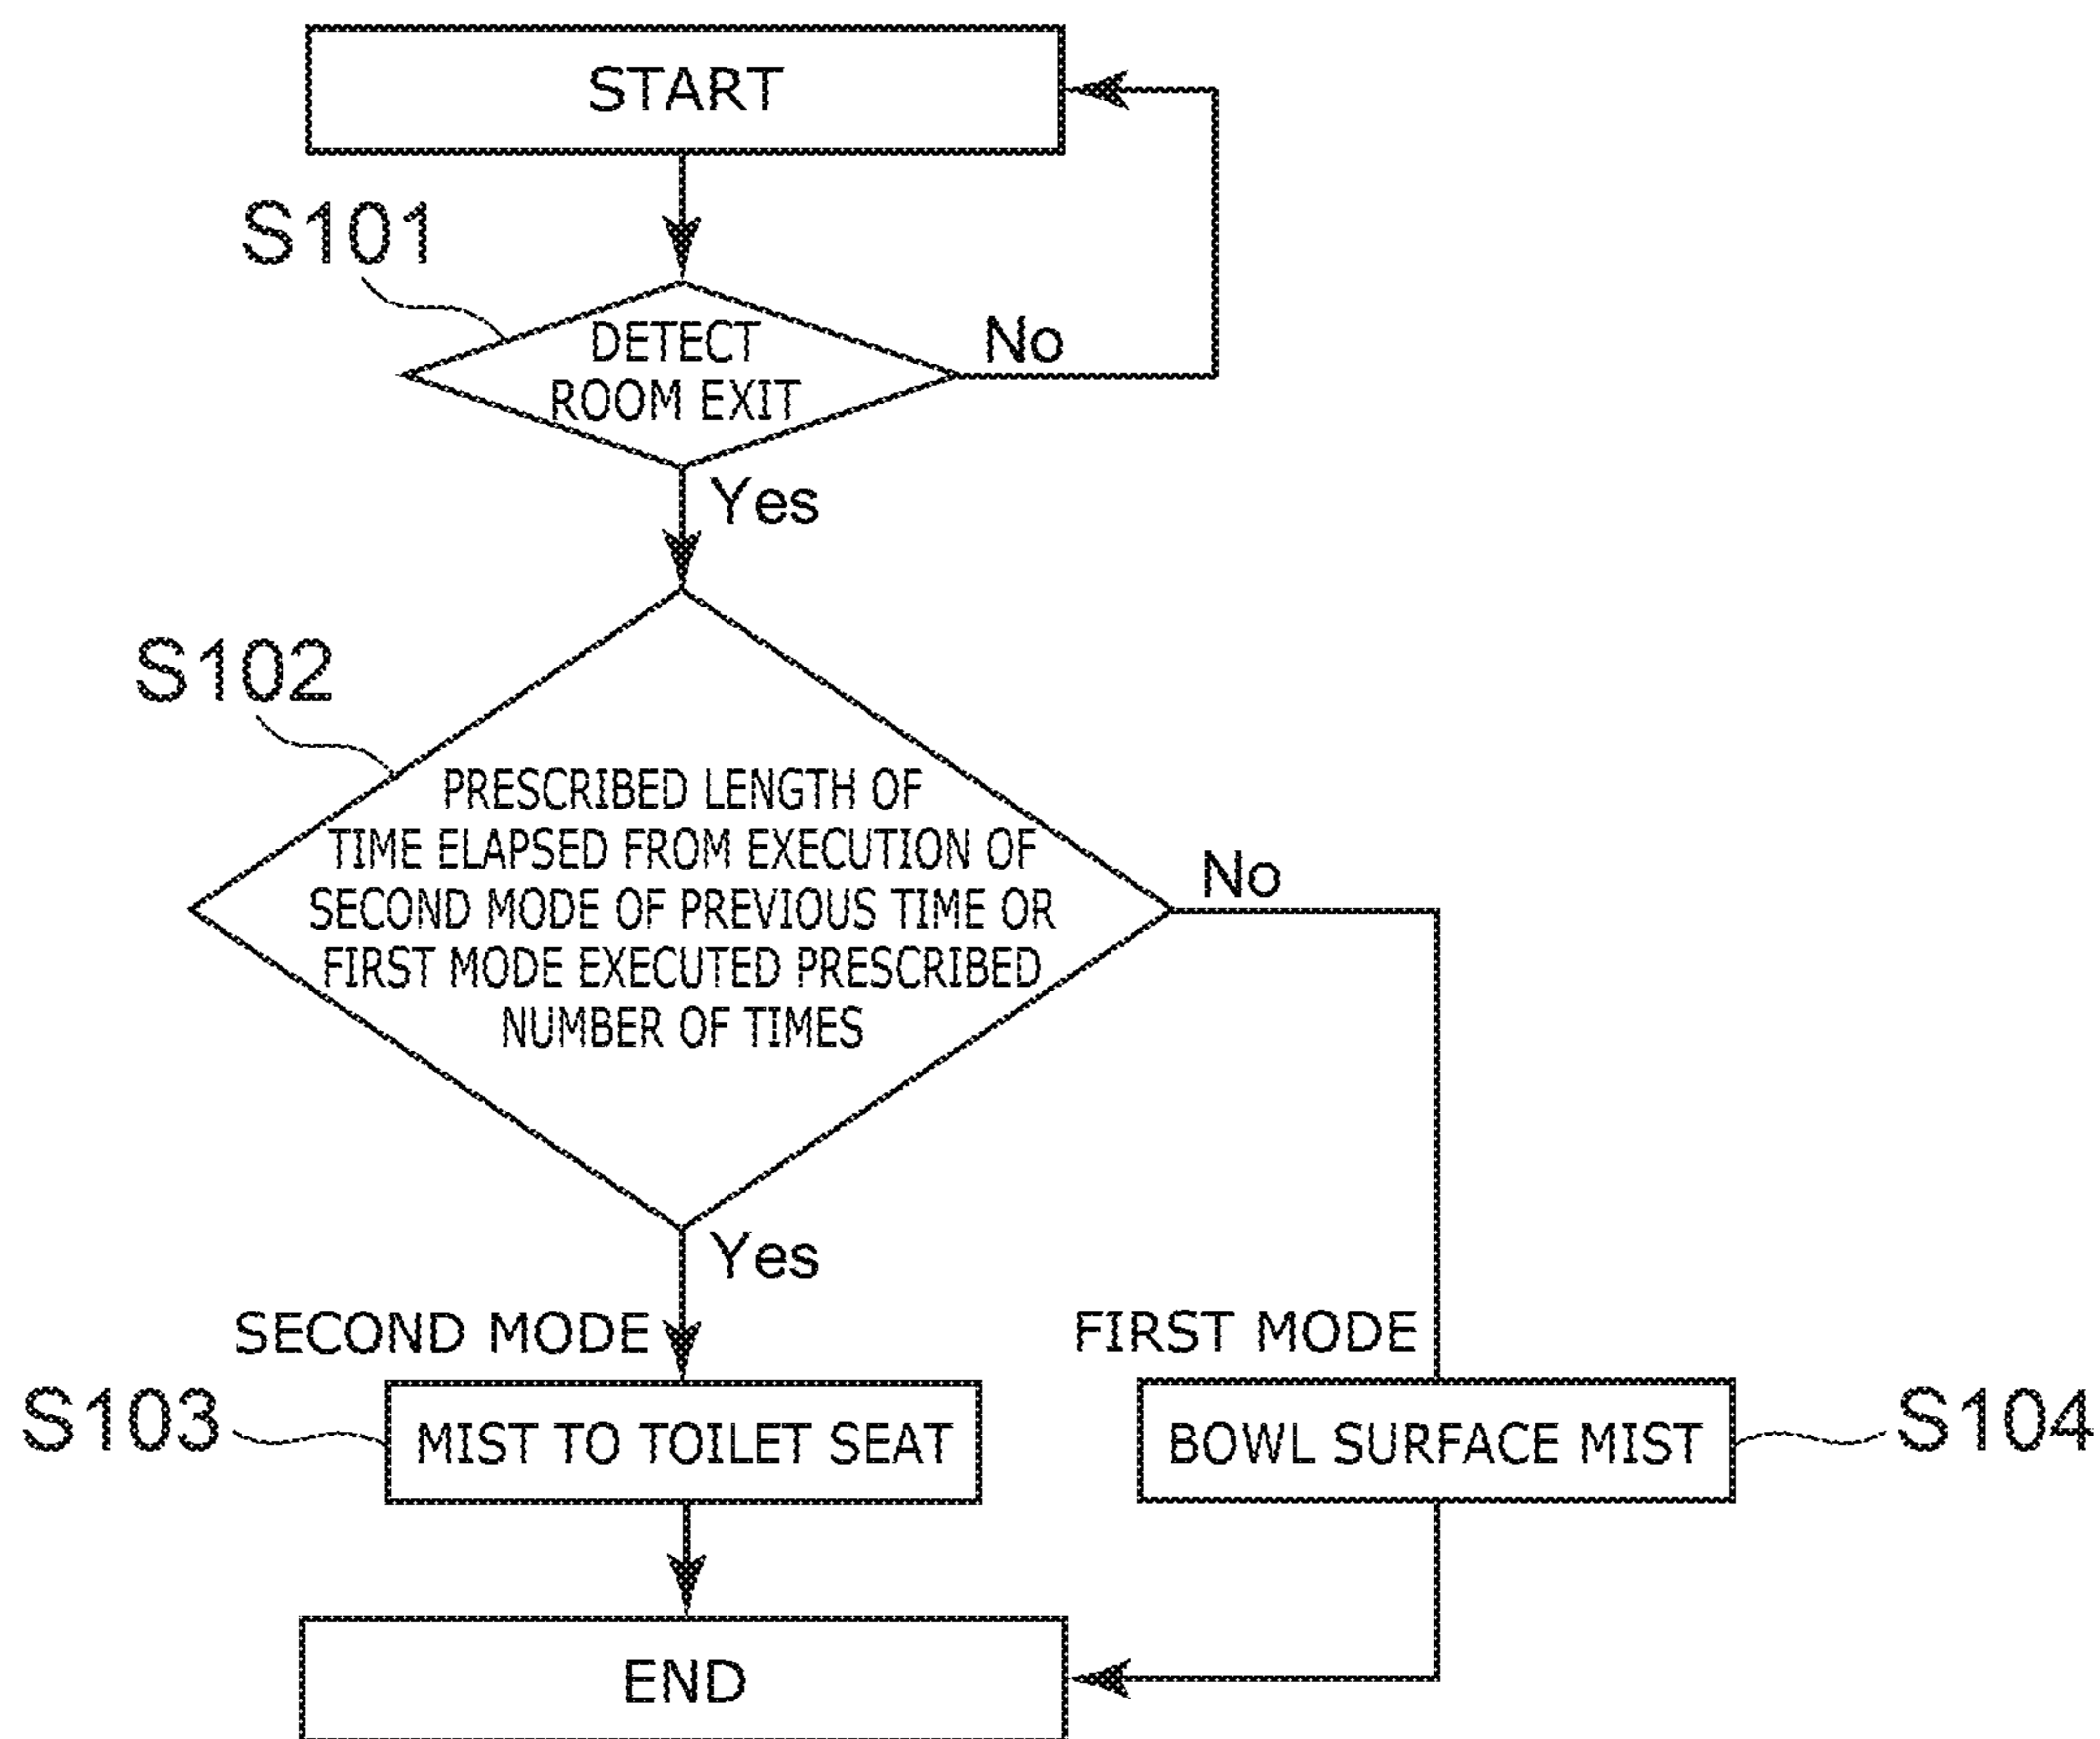 START
S101
DETECT
ROOM EXIT
No
Yes
S102
PRESCRIBED LENGTH OF
TIME ELAPSED FROM EXECUTION OF
SECOND MODE OF PREVIOUS TIME OR
FIRST MODE EXECUTED PRESCRIBED
NUMBER OF TIMES
No
Yes
SECOND MODE
FIRST MODE
S103
MIST TO TOILET SEAT
BOWL SURFACE MIST
S104
END